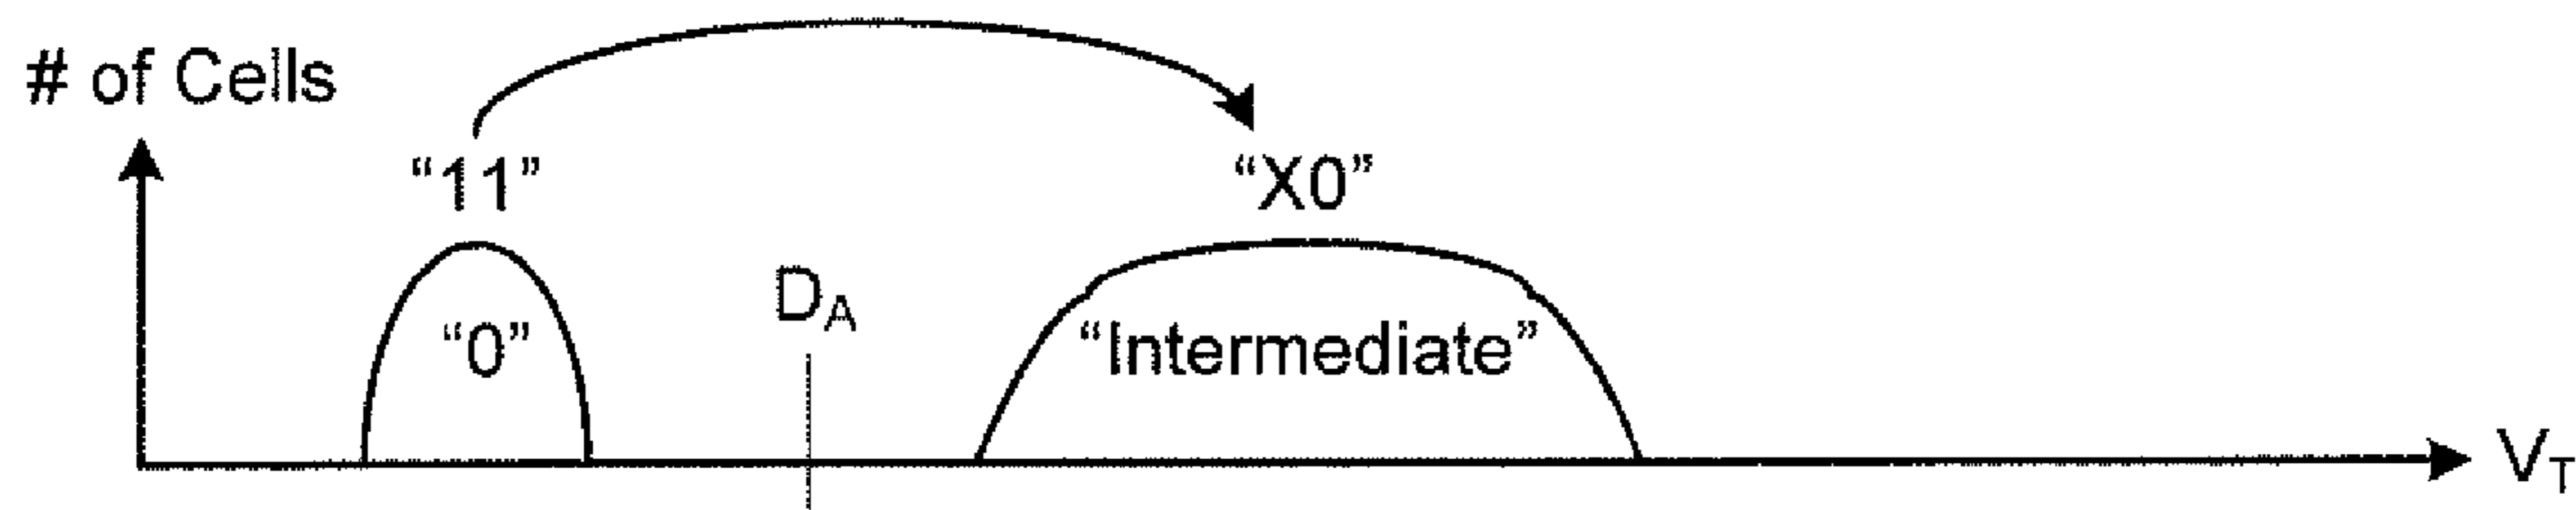 # of Cells
“11”
“X0”
“0”
D_A
“Intermediate”
V_T